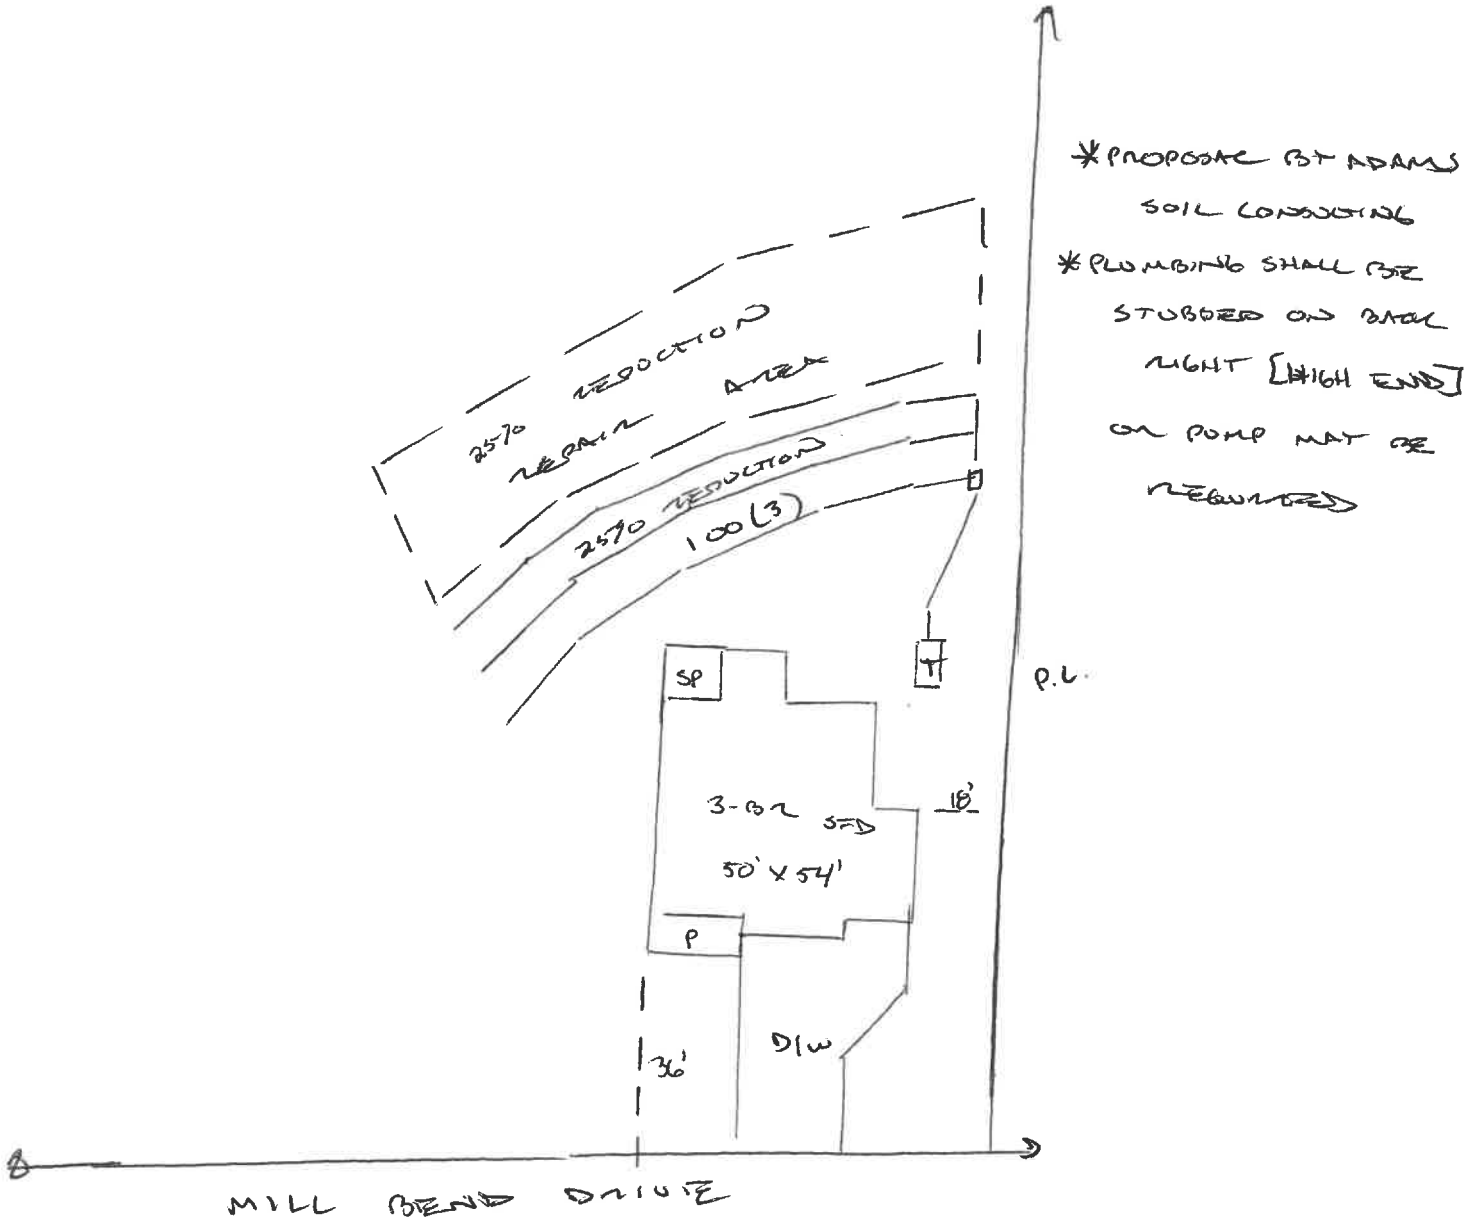 *PROPOSAL BY ADAMS
SOIL CONSULTING
*PLUMBING SHALL BE
STUBBED ON BACK
RIGHT [HIGH END]
OR PUMP MAY BE
REQUIRED
25% REDUCTION
REPAIR AREA
25% REDUCTION
100(3)
T
P.L.
SP
3-BR SFD
18'
50' X 54'
P
D/W
36'
MILL BEND DRIVE